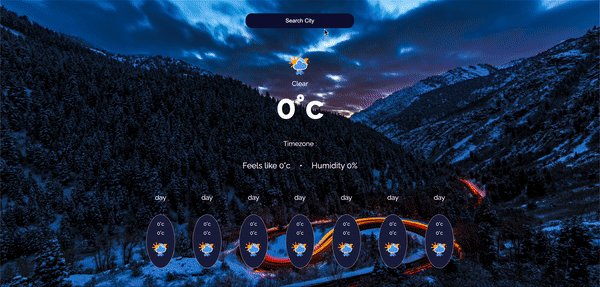 Search City
Clear
0°c
Timezone :
Feels like 0°c • Humidity 0%
day day day day day day day
0°c 0°c 0°c 0°c 0°c 0°c 0°c
0°c 0°c 0°c 0°c 0°c 0°c 0°c